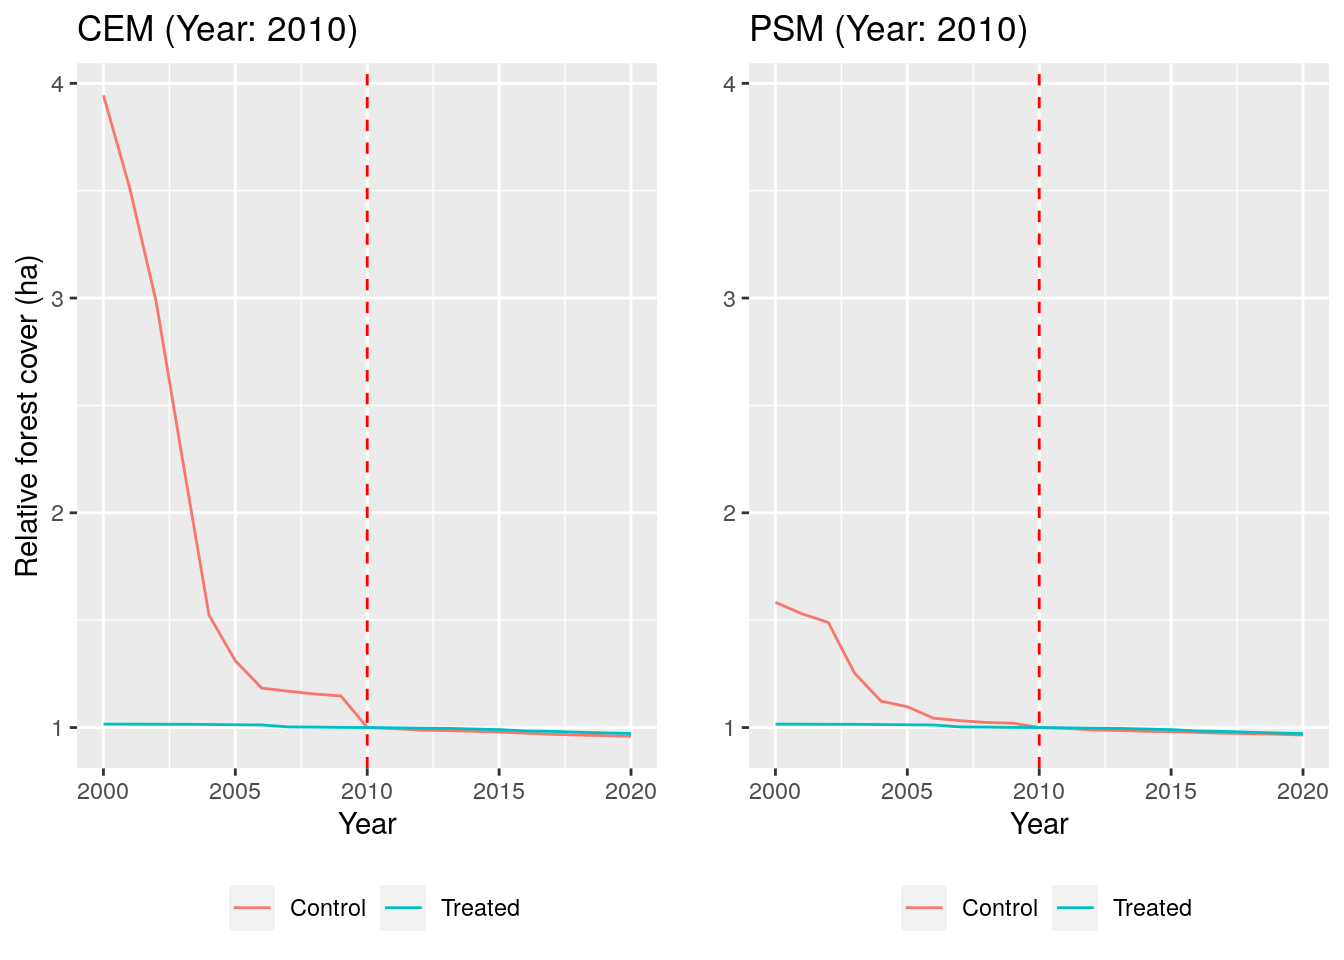 CEM (Year: 2010)
Relative forest cover (ha)
4
3
2
1
2000 2005 2010 2015 2020
Year
Control Treated
PSM (Year: 2010)
4
3
2
1
2000 2005 2010 2015 2020
Year
Control Treated